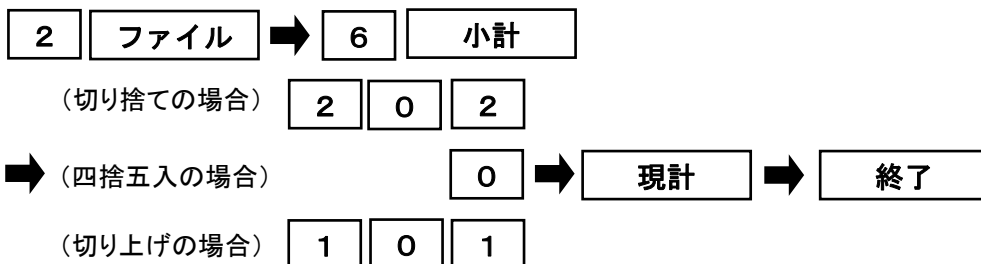 2 ファイル ➡ 6 小計
(切り捨ての場合) 2 0 2
➡ (四捨五入の場合) 0 ➡ 現計 ➡ 終了
(切り上げの場合) 1 0 1